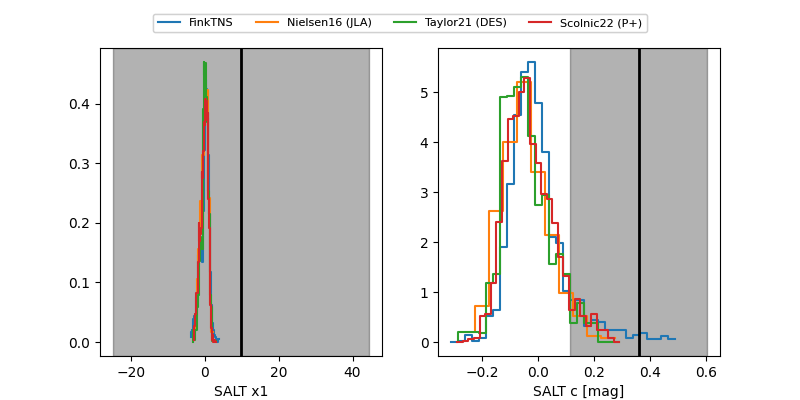 FinkTNS Nielsen16 (JLA) Taylor21 (DES) Scolnic22 (P+)
0.4
0.3
0.2
0.1
0.0
−20 0 20 40
SALT x1
5
4
3
2
1
0
−0.2 0.0 0.2 0.4 0.6
SALT c [mag]